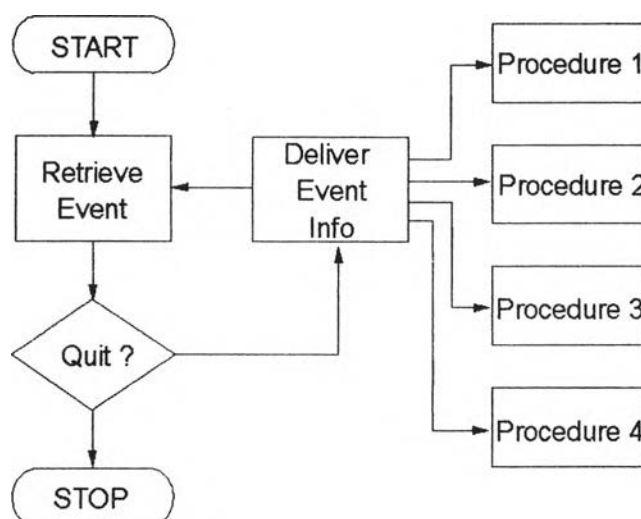 START
Retrieve
Event
Quit ?
STOP
Deliver
Event
Info
Procedure 1
Procedure 2
Procedure 3
Procedure 4